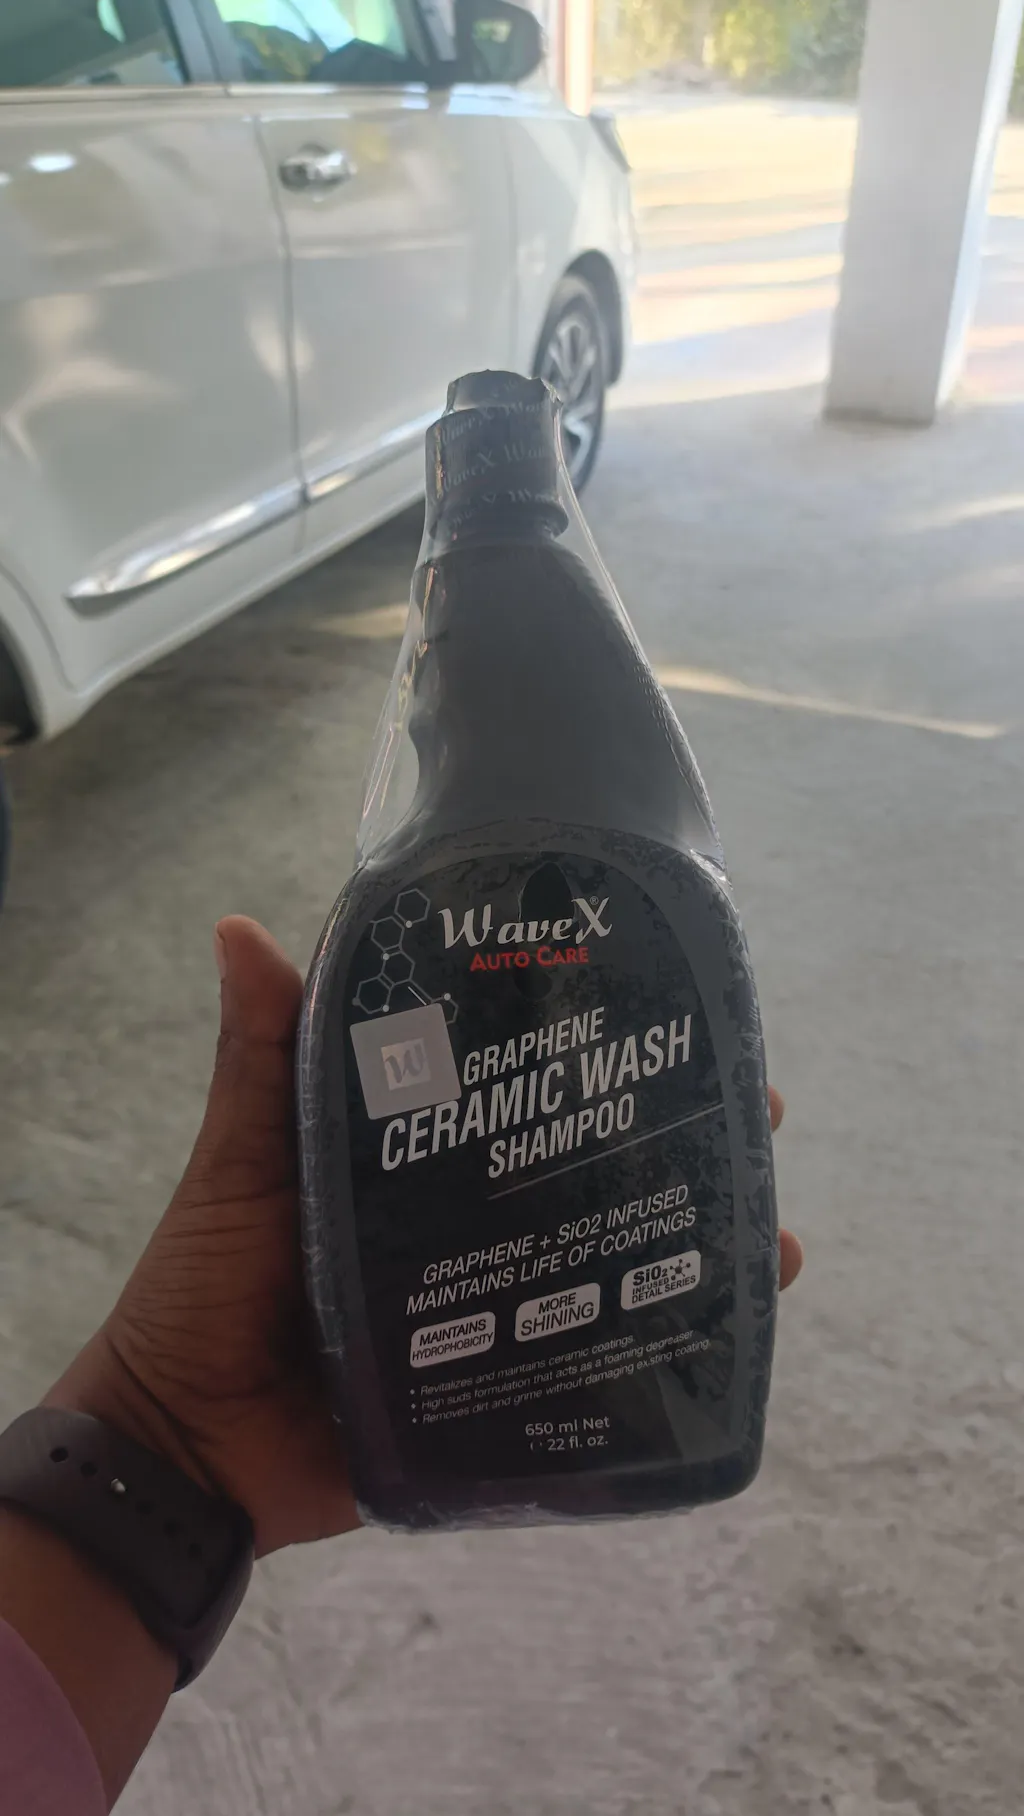 WaveX®
AUTO CARE
W
GRAPHENE
CERAMIC WASH
SHAMPOO
GRAPHENE + SiO2 INFUSED
MAINTAINS LIFE OF COATINGS
MAINTAINS
HYDROPHOBICITY
MORE
SHINING
SiO2
INFUSED
DETAIL SERIES
• Revitalizes and maintains ceramic coatings.
• High suds formulation that acts as a foaming degreaser
• Removes dirt and grime without damaging existing coating.
650 ml Net
22 fl. oz.